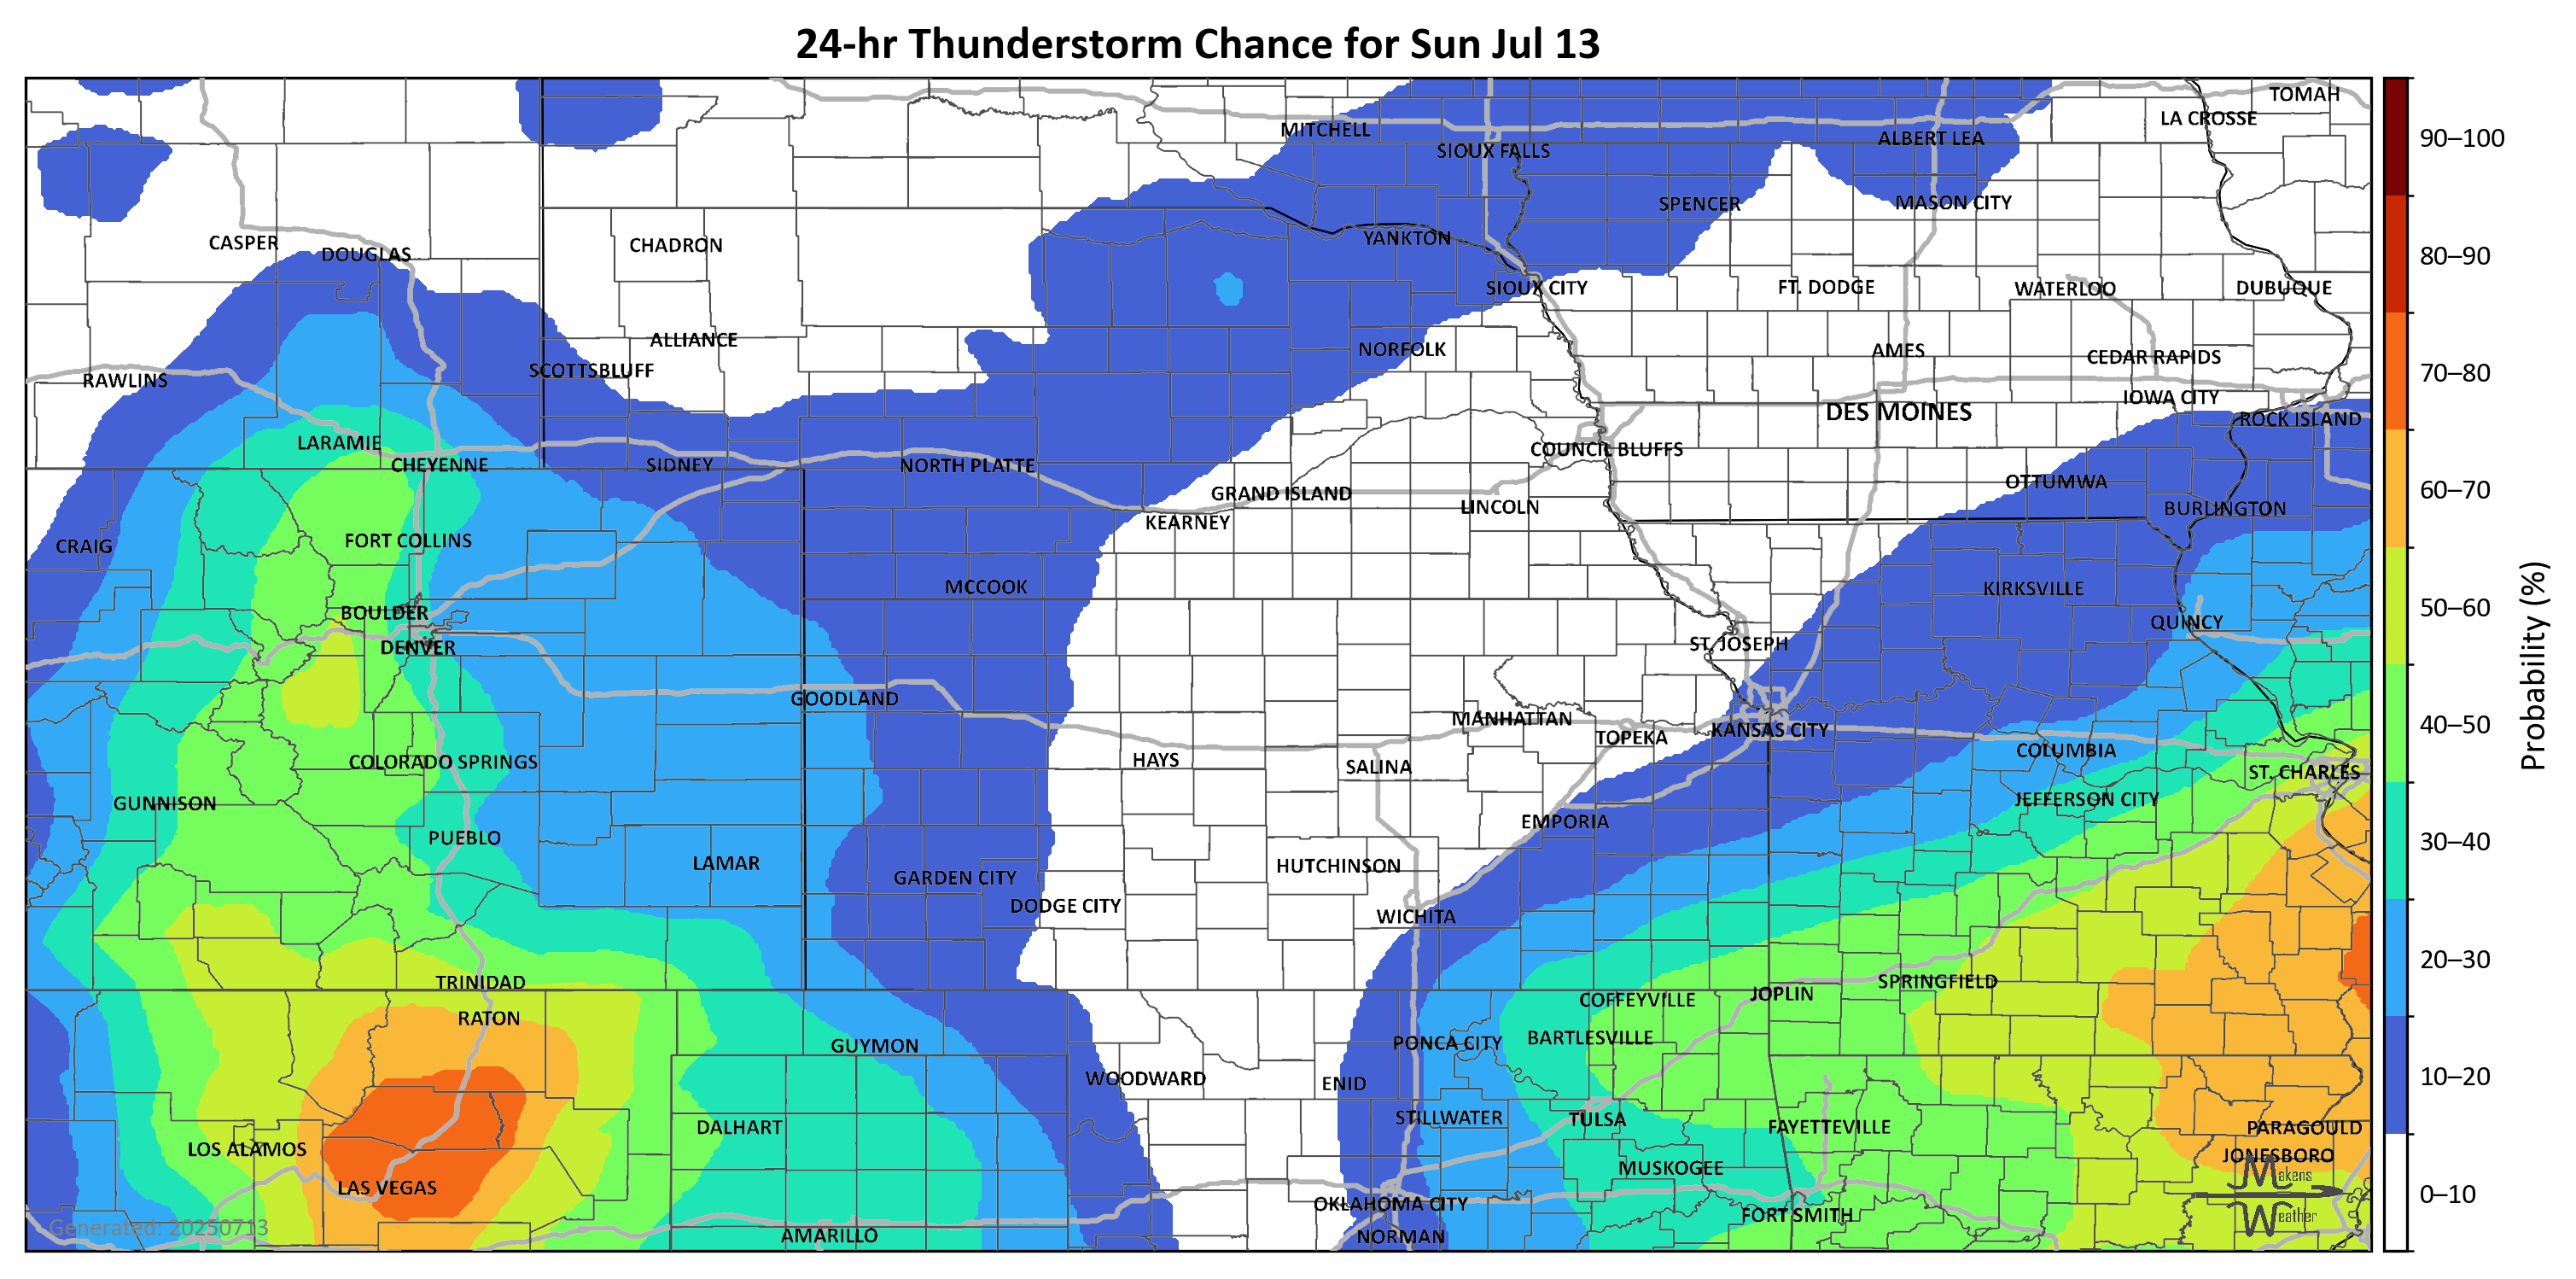 24-hr Thunderstorm Chance for Sun Jul 13
TOMAH
LA CROSSE
MITCHELL
ALBERT LEA
SIOUX FALLS
SPENCER
MASON CITY
CASPER
DOUGLAS
CHADRON
YANKTON
SIOUX CITY
FT. DODGE
WATERLOO
DUBUQUE
ALLIANCE
NORFOLK
AMES
CEDAR RAPIDS
SCOTTSBLUFF
RAWLINS
IOWA CITY
DES MOINES
ROCK ISLAND
LARAMIE
COUNCIL BLUFFS
CHEYENNE
SIDNEY
NORTH PLATTE
OTTUMWA
GRAND ISLAND
LINCOLN
BURLINGTON
KEARNEY
CRAIG
FORT COLLINS
MCCOOK
KIRKSVILLE
BOULDER
QUINCY
DENVER
ST. JOSEPH
GOODLAND
MANHATTAN
TOPEKA
KANSAS CITY
COLUMBIA
COLORADO SPRINGS
HAYS
SALINA
ST. CHARLES
GUNNISON
JEFFERSON CITY
EMPORIA
PUEBLO
LAMAR
HUTCHINSON
GARDEN CITY
DODGE CITY
WICHITA
TRINIDAD
SPRINGFIELD
JOPLIN
COFFEYVILLE
RATON
BARTLESVILLE
GUYMON
PONCA CITY
WOODWARD
ENID
STILLWATER
TULSA
DALHART
FAYETTEVILLE
PARAGOULD
LOS ALAMOS
JONESBORO
MUSKOGEE
LAS VEGAS
OKLAHOMA CITY
FORT SMITH
AMARILLO
NORMAN
Generated: 20250713
Makens
Weather
90–100
80–90
70–80
60–70
50–60
40–50
30–40
20–30
10–20
0–10
Probability (%)